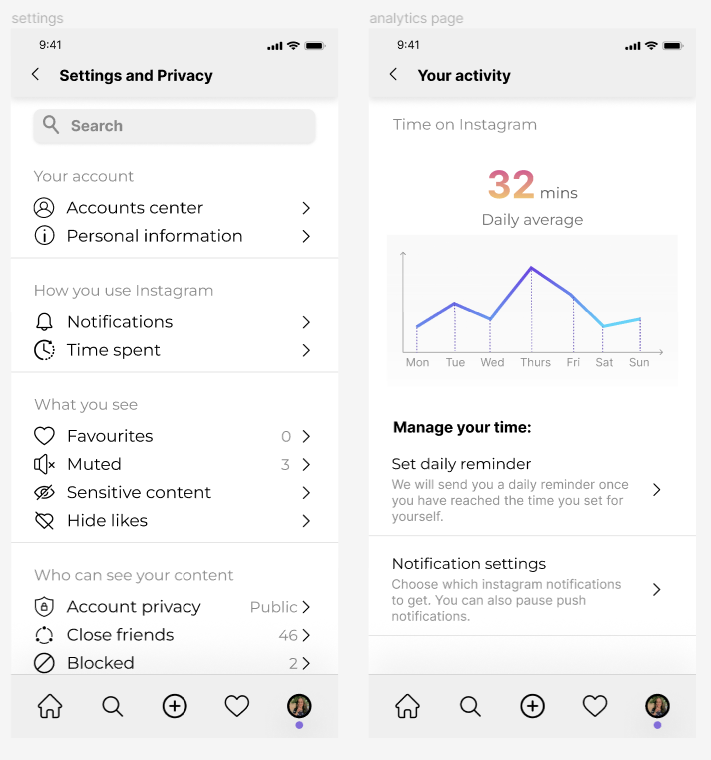 settings
9:41
Settings and Privacy
Search
Your account
Accounts center
Personal information
How you use Instagram
Notifications
Time spent
What you see
Favourites 0
Muted 3
Sensitive content
Hide likes
Who can see your content
Account privacy Public
Close friends 46
Blocked 2
analytics page
9:41
Your activity
Time on Instagram
32 mins
Daily average
Mon Tue Wed Thurs Fri Sat Sun
Manage your time:
Set daily reminder
We will send you a daily reminder once
you have reached the time you set for
yourself.
Notification settings
Choose which instagram notifications
to get. You can also pause push
notifications.